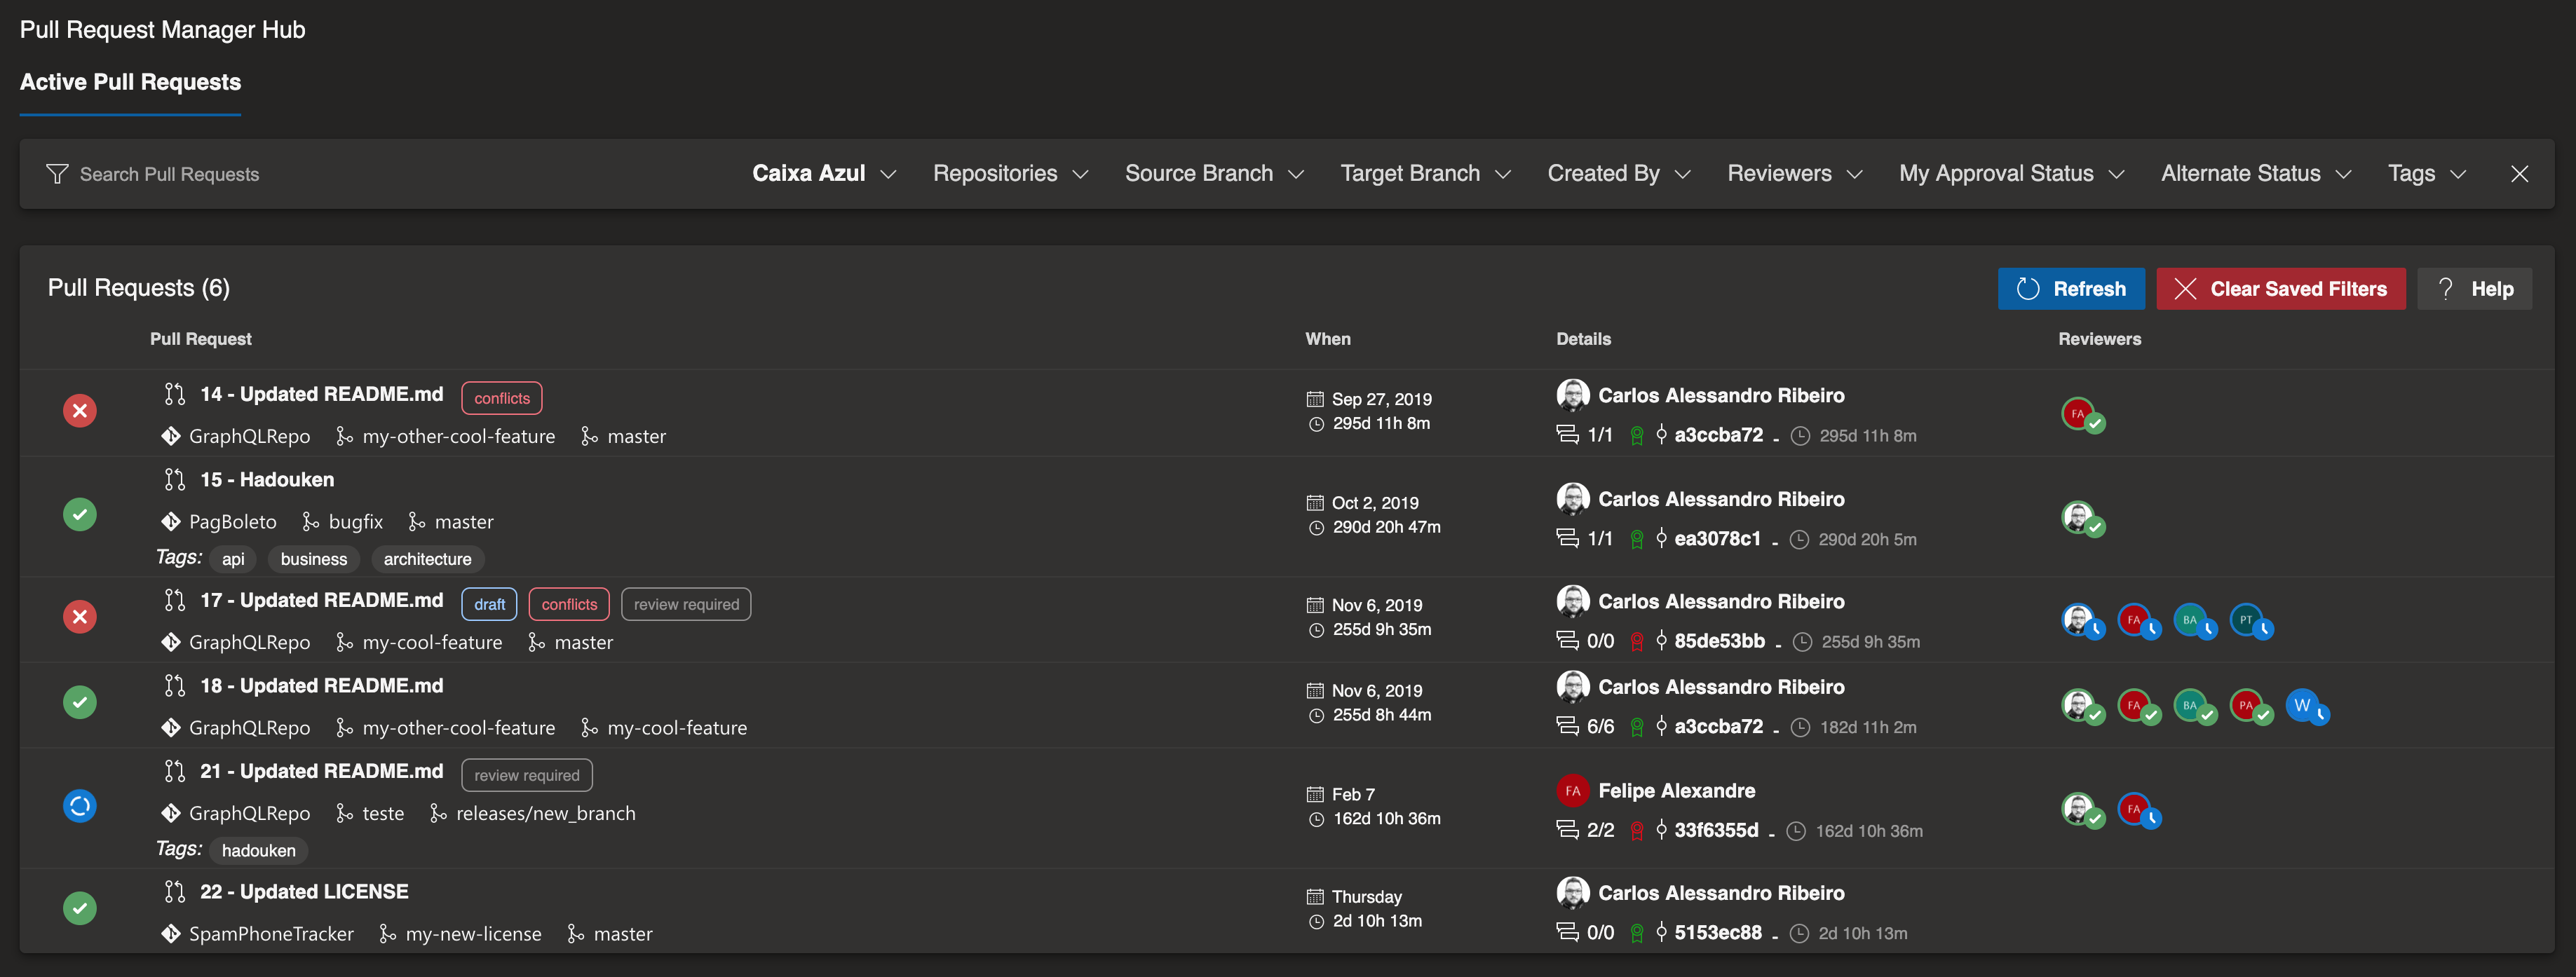 Pull Request Manager Hub
Active Pull Requests
Search Pull Requests Caixa Azul Repositories Source Branch Target Branch Created By Reviewers My Approval Status Alternate Status Tags
Pull Requests (6) Refresh Clear Saved Filters ? Help
Pull Request When Details Reviewers
14 - Updated README.md conflicts Sep 27, 2019 Carlos Alessandro Ribeiro FA
GraphQLRepo my-other-cool-feature master 295d 11h 8m 1/1 a3ccba72 - 295d 11h 8m
15 - Hadouken Oct 2, 2019 Carlos Alessandro Ribeiro
PagBoleto bugfix master 290d 20h 47m 1/1 ea3078c1 - 290d 20h 5m
Tags: api business architecture
17 - Updated README.md draft conflicts review required Nov 6, 2019 Carlos Alessandro Ribeiro FA BA PT
GraphQLRepo my-cool-feature master 255d 9h 35m 0/0 85de53bb - 255d 9h 35m
18 - Updated README.md Nov 6, 2019 Carlos Alessandro Ribeiro FA BA PA W
GraphQLRepo my-other-cool-feature my-cool-feature 255d 8h 44m 6/6 a3ccba72 - 182d 11h 2m
21 - Updated README.md review required Feb 7 FA Felipe Alexandre FA
GraphQLRepo teste releases/new_branch 162d 10h 36m 2/2 33f6355d - 162d 10h 36m
Tags: hadouken
22 - Updated LICENSE Thursday Carlos Alessandro Ribeiro
SpamPhoneTracker my-new-license master 2d 10h 13m 0/0 5153ec88 - 2d 10h 13m